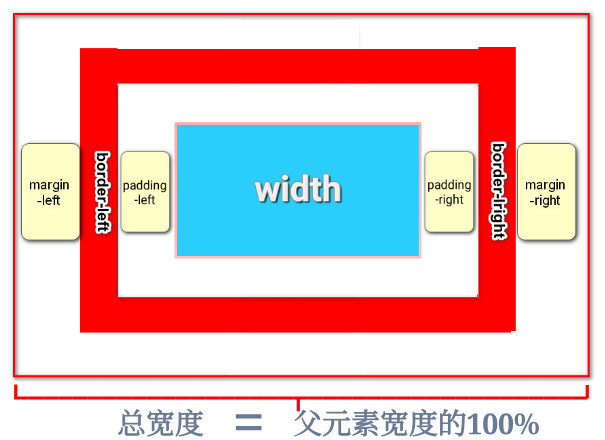 margin
-left
border-left
padding
-left
width
padding
-right
border-lright
margin
-right
总宽度 = 父元素宽度的100%